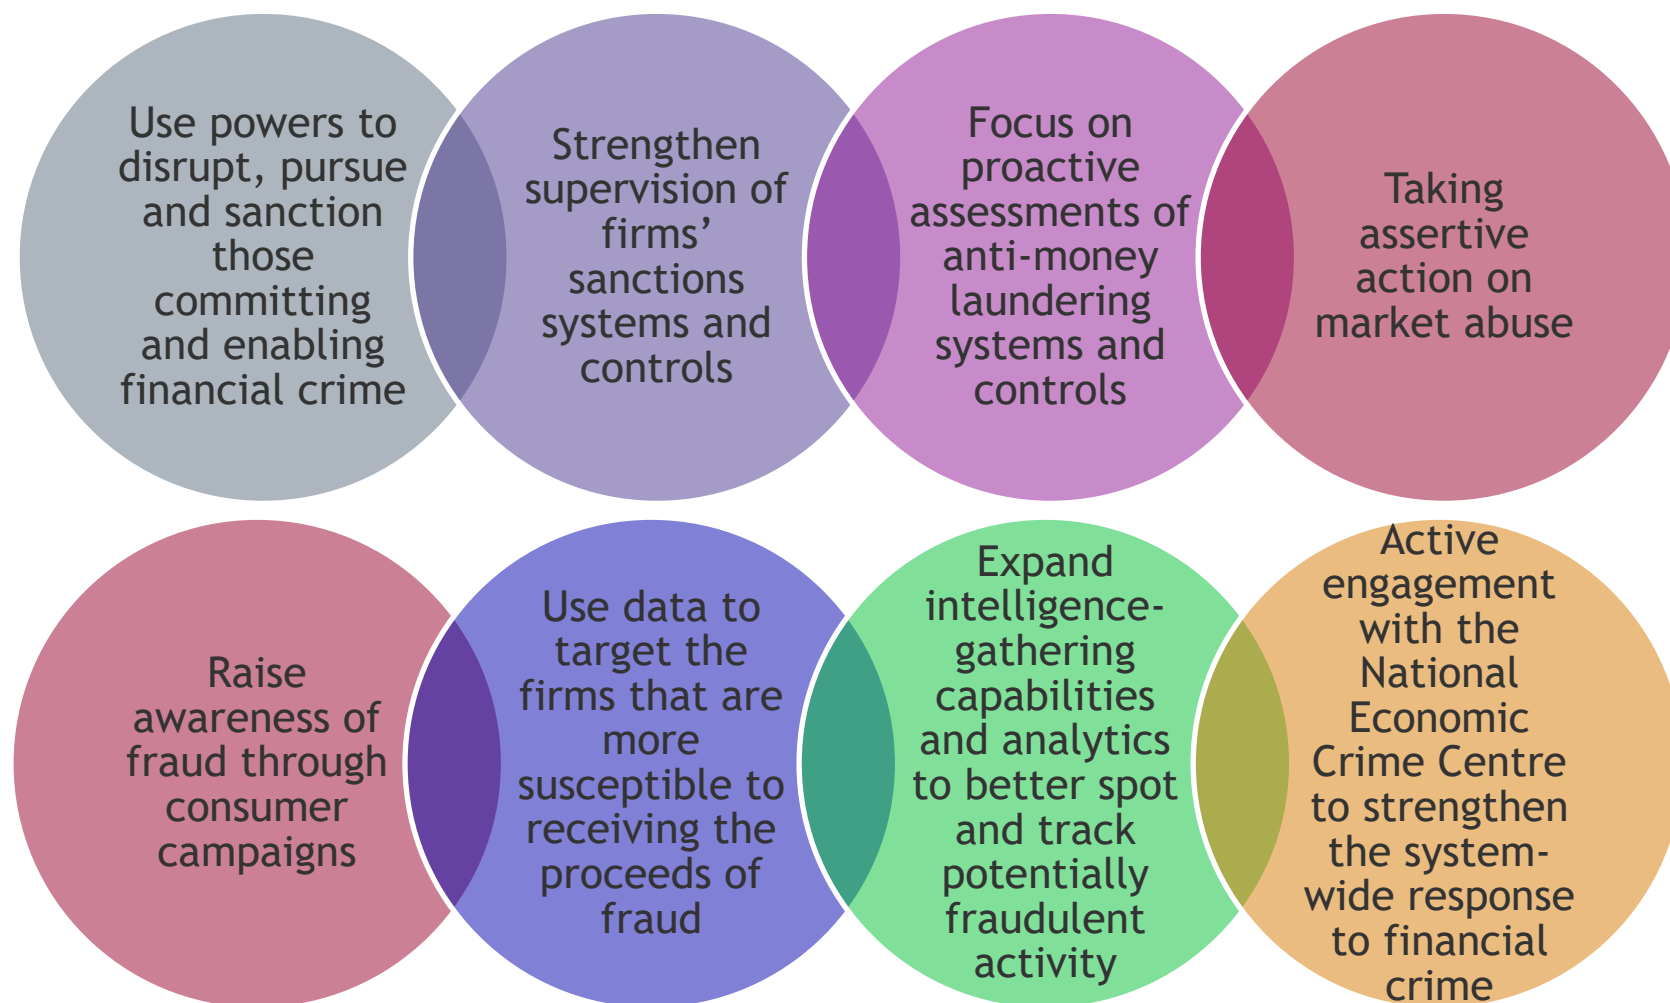 Use powers to
disrupt, pursue
and sanction
those
committing
and enabling
financial crime
Strengthen
supervision of
firms’
sanctions
systems and
controls
Focus on
proactive
assessments of
anti-money
laundering
systems and
controls
Taking
assertive
action on
market abuse
Raise
awareness of
fraud through
consumer
campaigns
Use data to
target the
firms that are
more
susceptible to
receiving the
proceeds of
fraud
Expand
intelligence-
gathering
capabilities
and analytics
to better spot
and track
potentially
fraudulent
activity
Active
engagement
with the
National
Economic
Crime Centre
to strengthen
the system-
wide response
to financial
crime